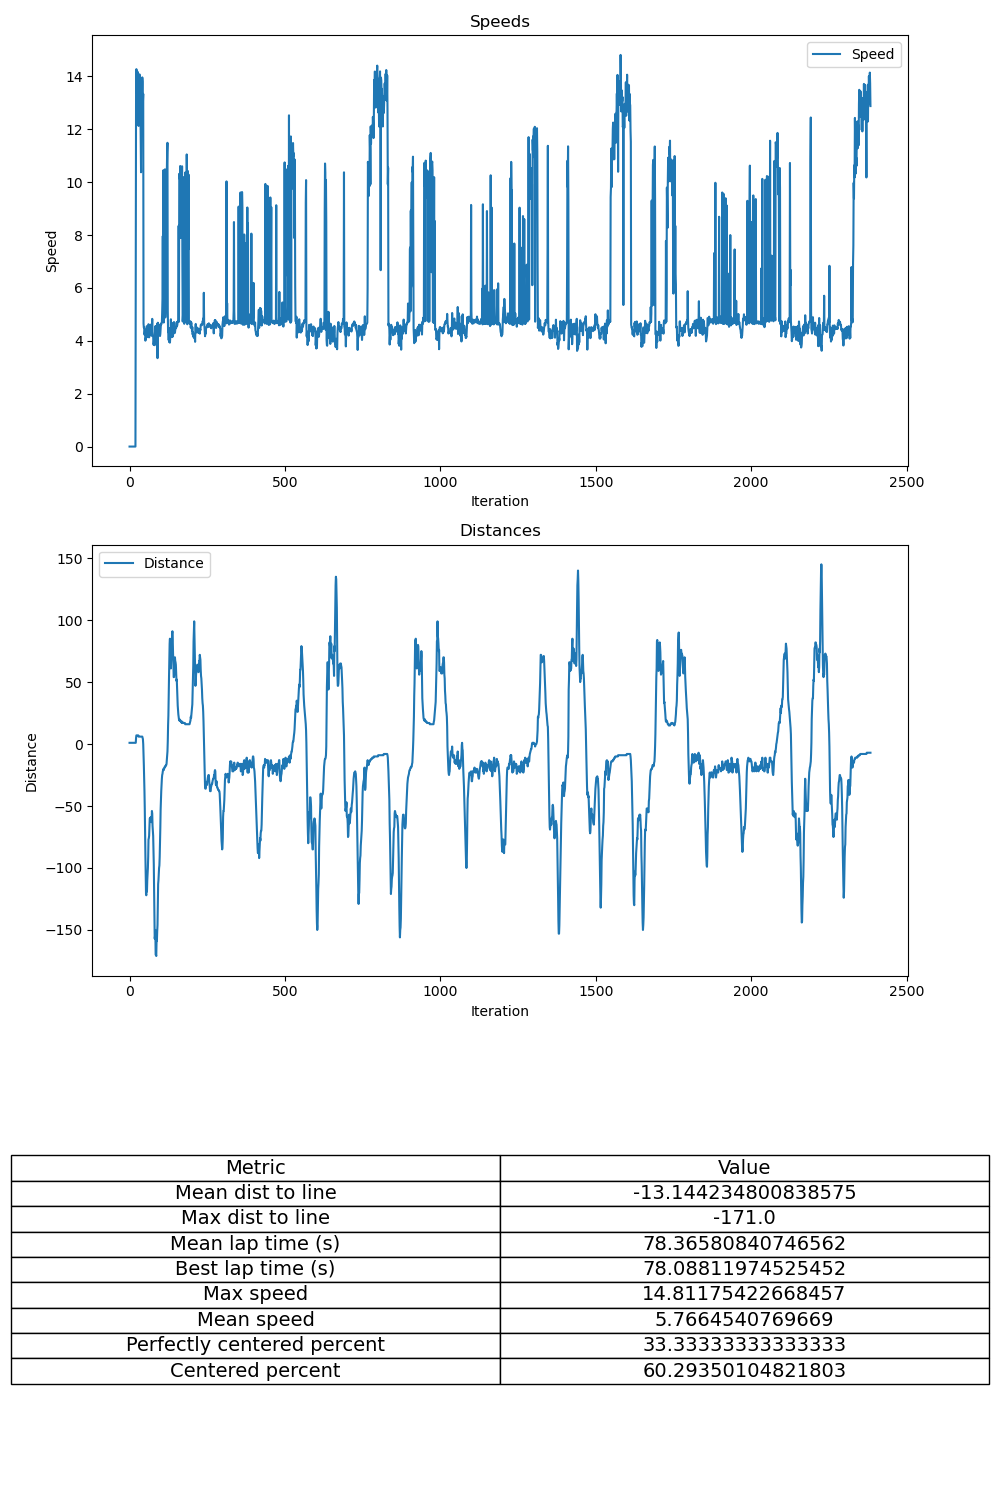 Speeds
Speed
14
12
10
8
6
4
2
0
Speed
0 500 1000 1500 2000 2500
Iteration
Distances
Distance
150
100
50
0
−50
−100
−150
Distance
0 500 1000 1500 2000 2500
Iteration
Metric Value
Mean dist to line -13.144234800838575
Max dist to line -171.0
Mean lap time (s) 78.36580840746562
Best lap time (s) 78.08811974525452
Max speed 14.81175422668457
Mean speed 5.7664540769669
Perfectly centered percent 33.33333333333333
Centered percent 60.29350104821803